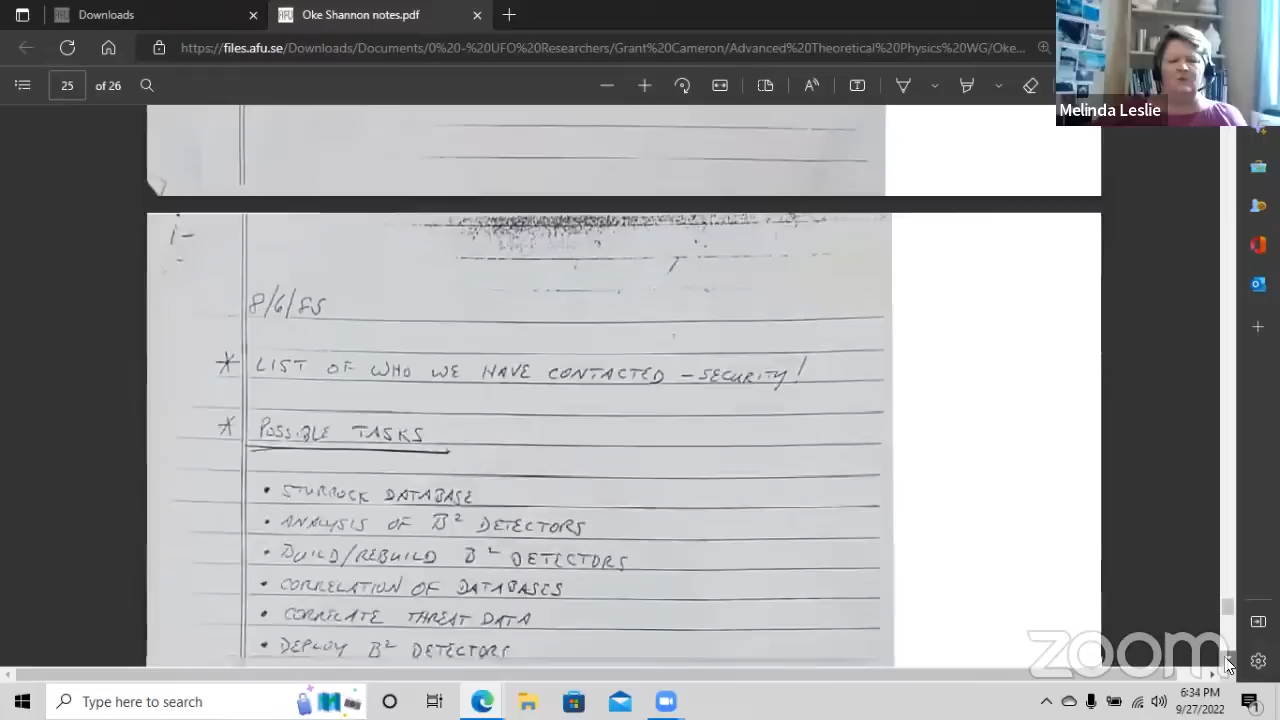 Downloads
Oke Shannon notes.pdf
https://files.afu.se/Downloads/Documents/0%20-%20UFO%20Researchers/Grant%20Cameron/Advanced%20Theoretical%20Physics%20WG/Oke...
25 of 26
Melinda Leslie
8/6/85
* LIST OF WHO WE HAVE CONTACTED - SECURITY!
* POSSIBLE TASKS
• STURROCK DATABASE
• ANALYSIS OF B² DETECTORS
• BUILD/REBUILD B² DETECTORS
• CORRELATION OF DATABASES
• CORRELATE THREAT DATA
• DEPLOY B² DETECTORS
zoom
Type here to search
6:34 PM
9/27/2022